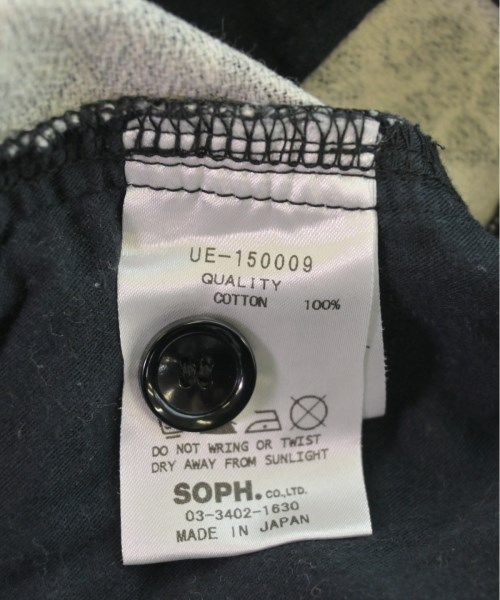 UE-150009
QUALITY
COTTON 100%
DO NOT WRING OR TWIST
DRY AWAY FROM SUNLIGHT
SOPH. CO.,LTD.
03-3402-1630
MADE IN JAPAN